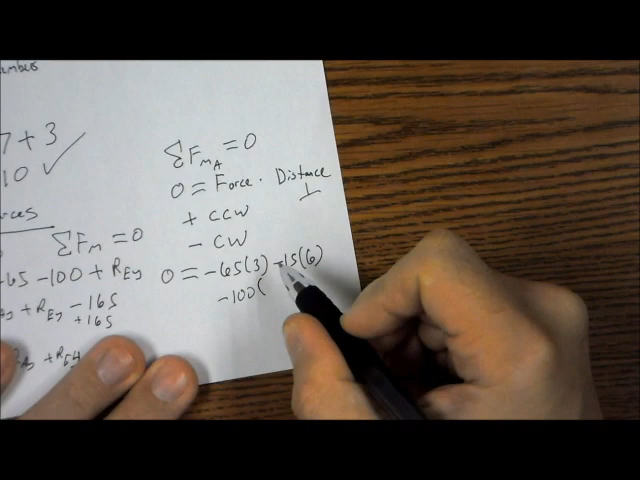 7 + 3
10 ✓
ΣF_M = 0
-65 -100 + R_Ey
+ R_Ey -165
+165
ΣF_MA = 0
0 = Force · Distance
⊥
+ CCW
- CW
0 = -65(3) -15(6)
-100(